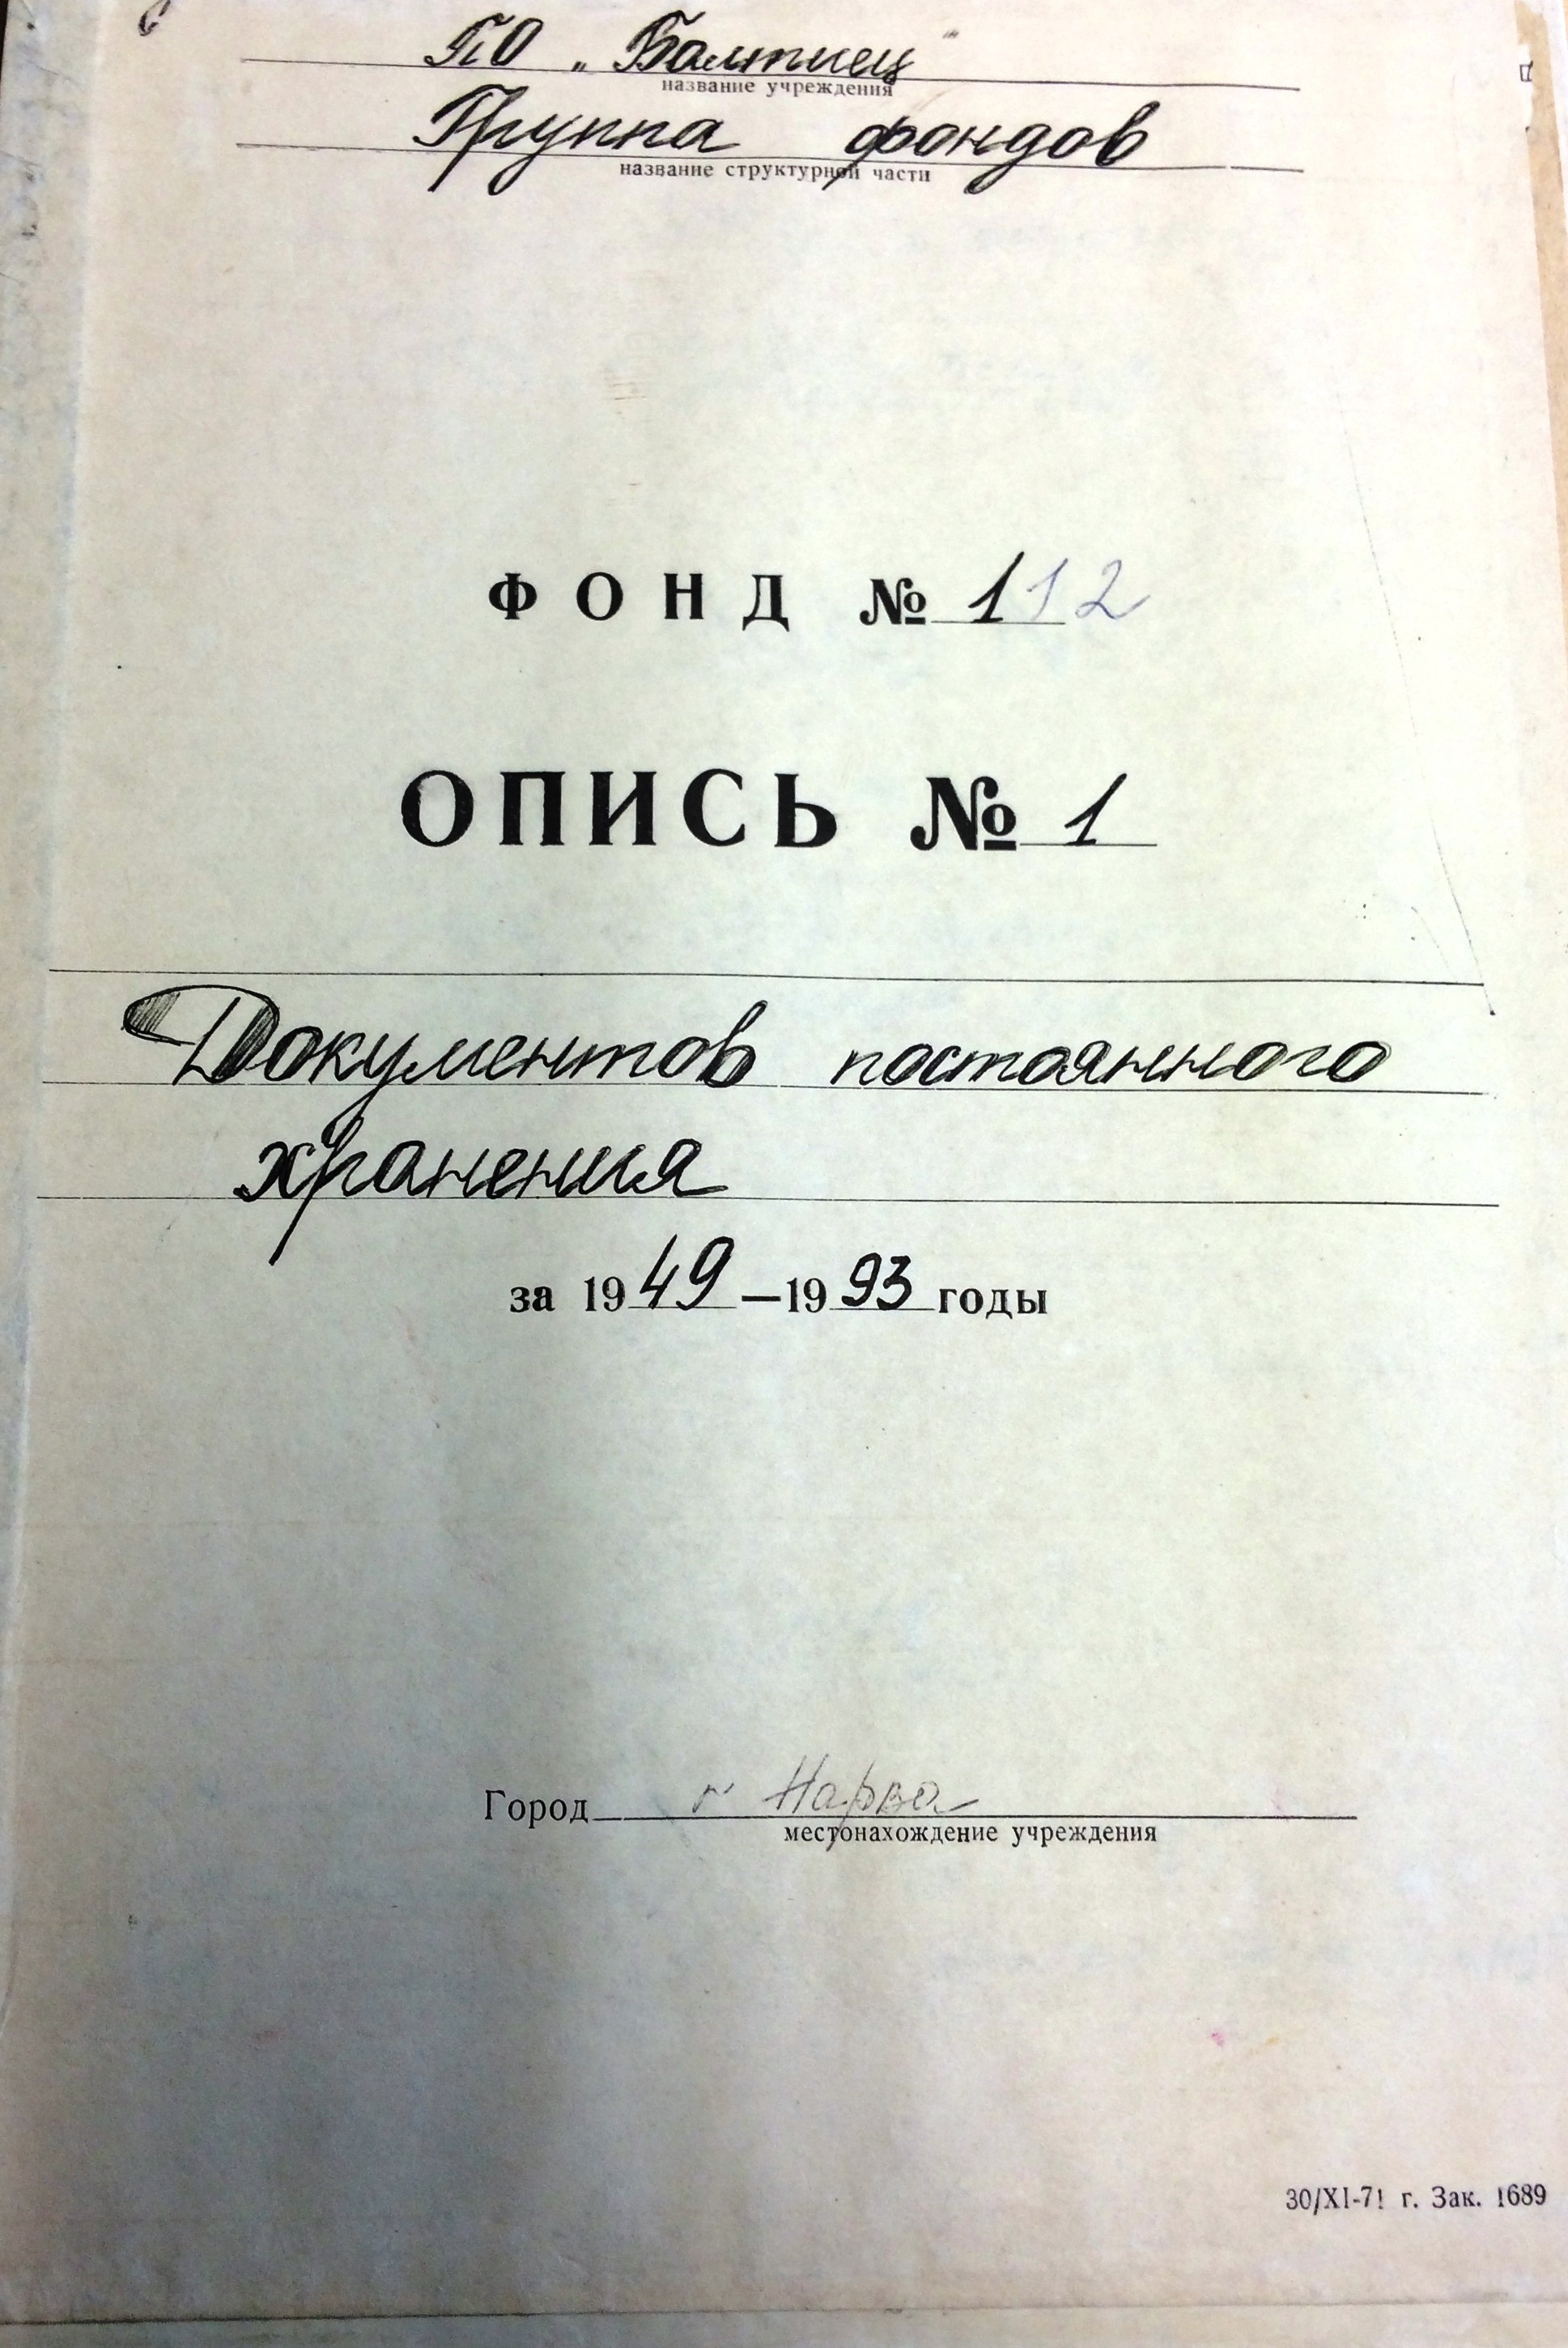 ПО „Балтиец"
название учреждения
Группа фондов
название структурной части
ФОНД № 112
ОПИСЬ № 1
Документов постоянного
хранения
за 1949—1993 годы
Город г Нарва
местонахождение учреждения
30/XI-71 г. Зак. 1689